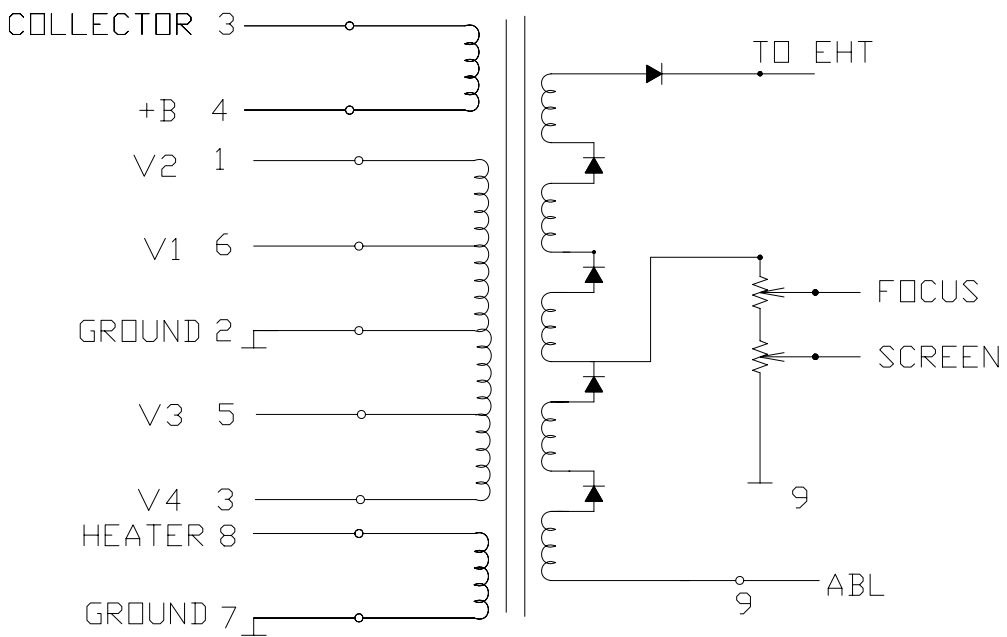 COLLECTOR 3
TO EHT
+B 4
V2 1
V1 6
FOCUS
GROUND 2
SCREEN
V3 5
V4 3
9
HEATER 8
ABL
9
GROUND 7